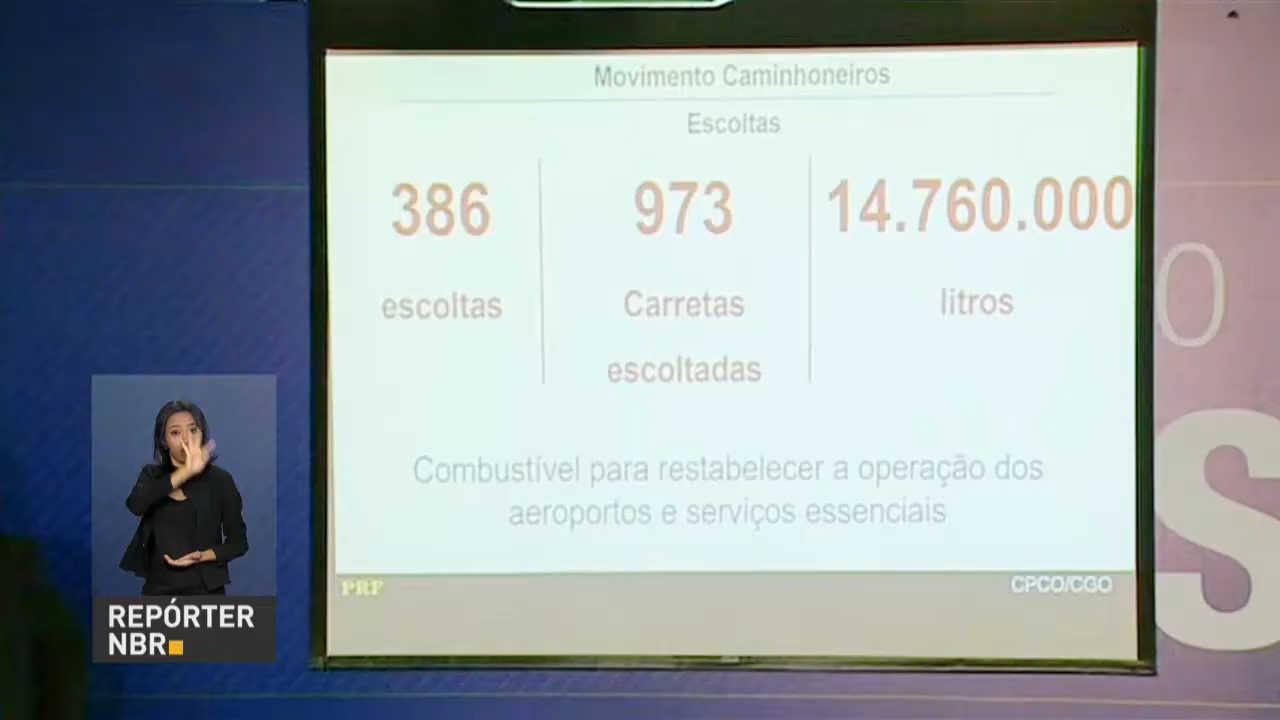 Movimento Caminhoneiros
Escoltas
386
973
14.760.000
escoltas
Carretas
escoltadas
litros
Combustível para restabelecer a operação dos
aeroportos e serviços essenciais
PRF
CPCO/CGO
O
S
REPÓRTER
NBR